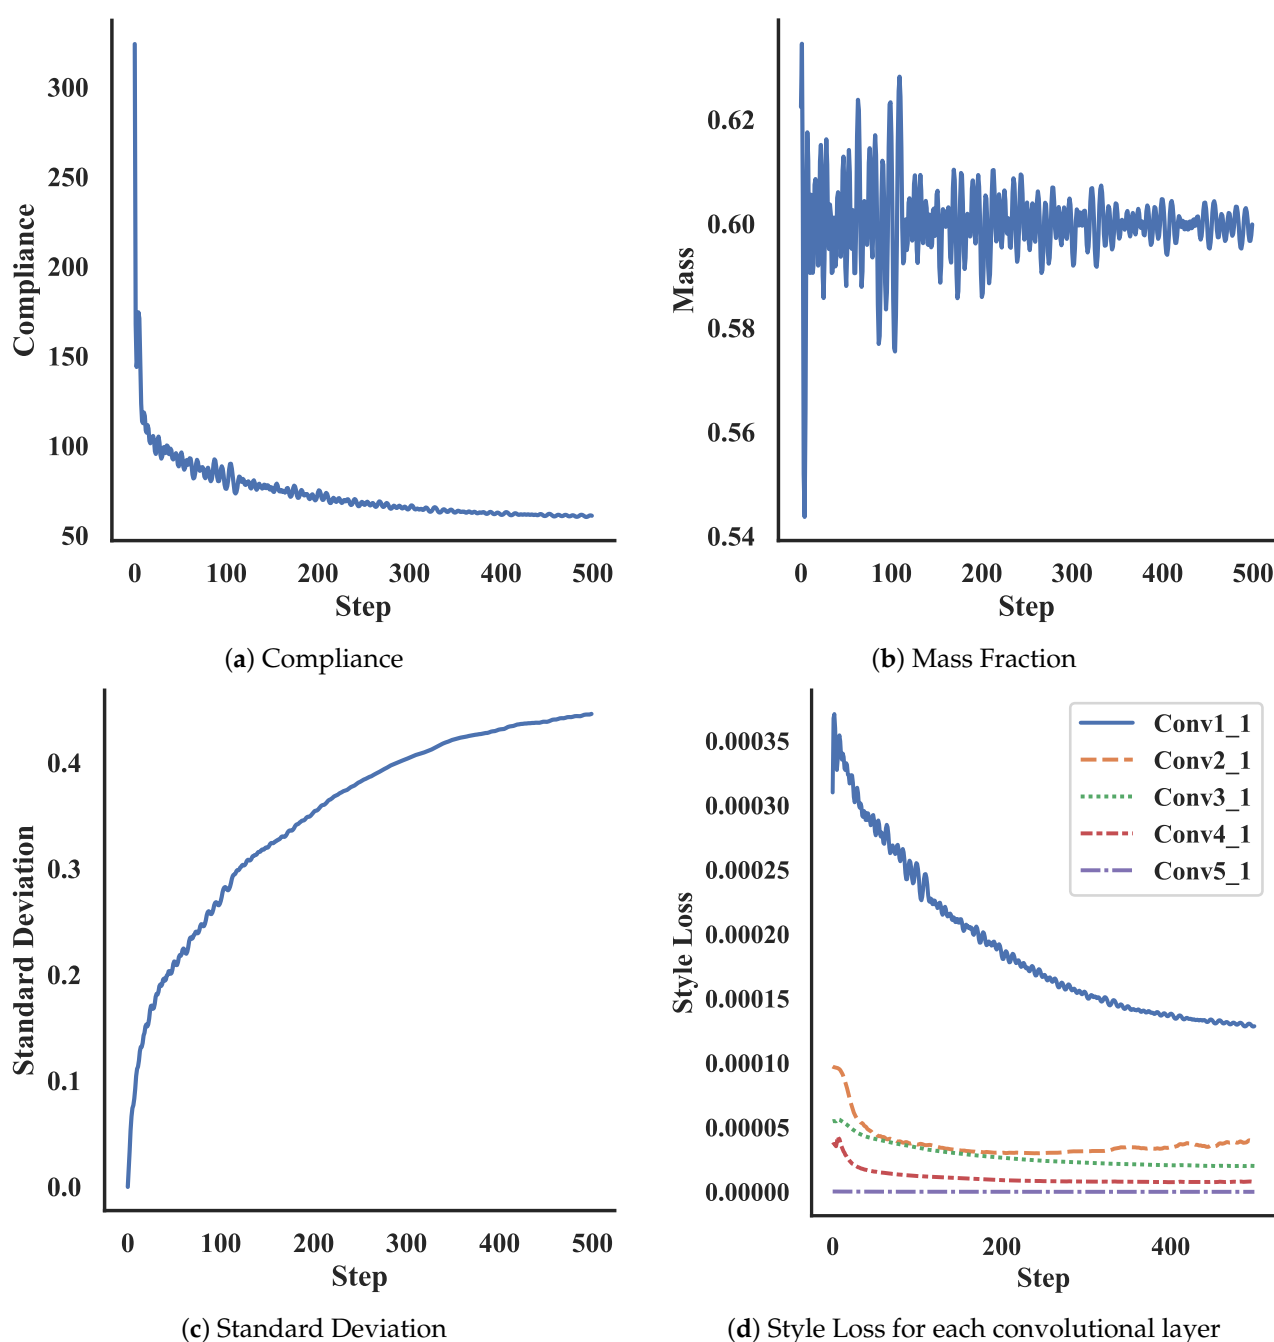 300
250
200
150
100
50
Compliance
0 100 200 300 400 500
Step
(a) Compliance
0.62
0.60
0.58
0.56
0.54
Mass
0 100 200 300 400 500
Step
(b) Mass Fraction
0.4
0.3
0.2
0.1
0.0
Standard Deviation
0 100 200 300 400 500
Step
(c) Standard Deviation
0.00035
0.00030
0.00025
0.00020
0.00015
0.00010
0.00005
0.00000
Style Loss
Conv1_1
Conv2_1
Conv3_1
Conv4_1
Conv5_1
0 200 400
Step
(d) Style Loss for each convolutional layer